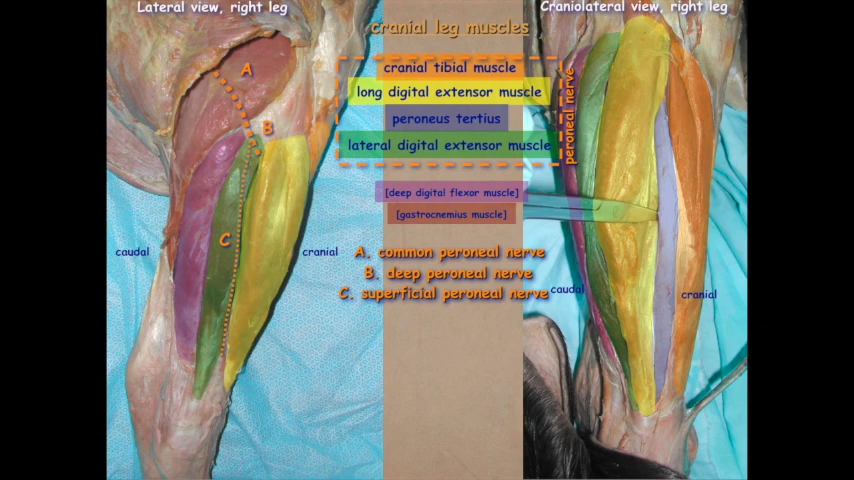 Lateral view, right leg
Craniolateral view, right leg
cranial leg muscles
A
cranial tibial muscle
long digital extensor muscle
peroneus tertius
lateral digital extensor muscle
peroneal nerve
B
[deep digital flexor muscle]
[gastrocnemius muscle]
C
caudal
cranial
A. common peroneal nerve
B. deep peroneal nerve
C. superficial peroneal nerve
caudal
cranial